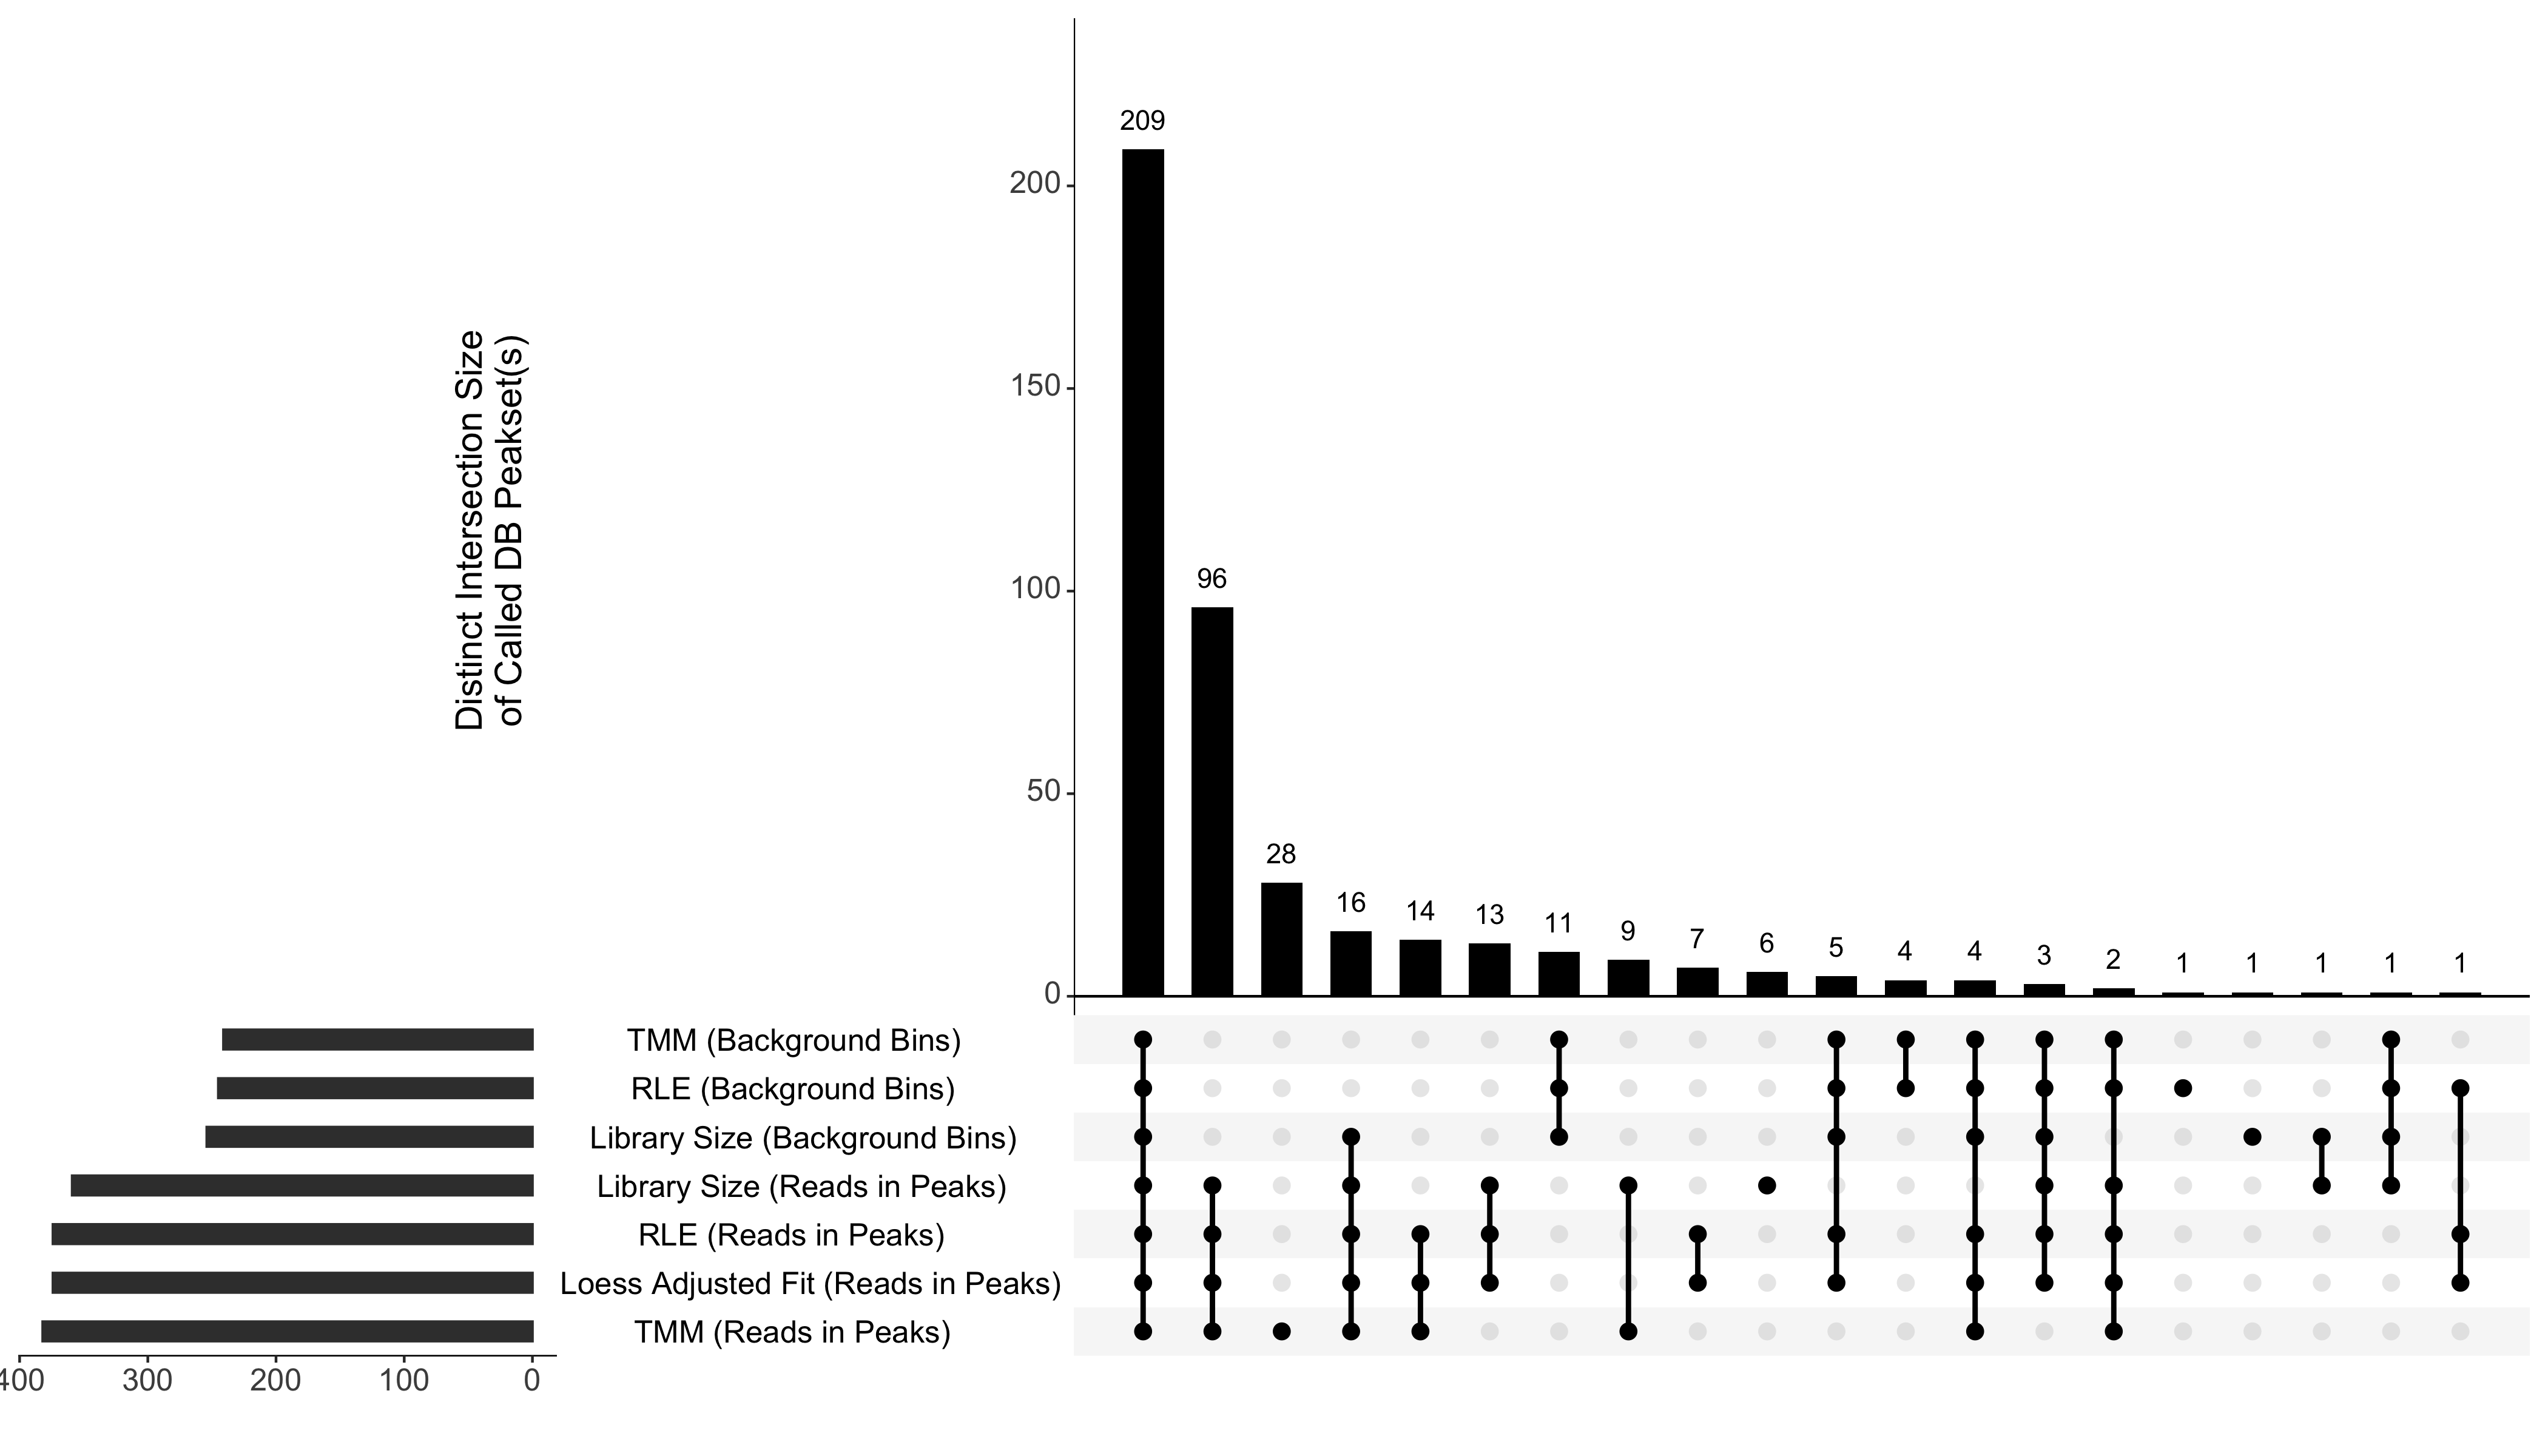 Distinct Intersection Size
of Called DB Peakset(s)
209
200
150
96
100
50
28
16
14
13
11
9
7
6
5
4
4
3
2
1
1
1
1
1
0
TMM (Background Bins)
RLE (Background Bins)
Library Size (Background Bins)
Library Size (Reads in Peaks)
RLE (Reads in Peaks)
Loess Adjusted Fit (Reads in Peaks)
TMM (Reads in Peaks)
400 300 200 100 0